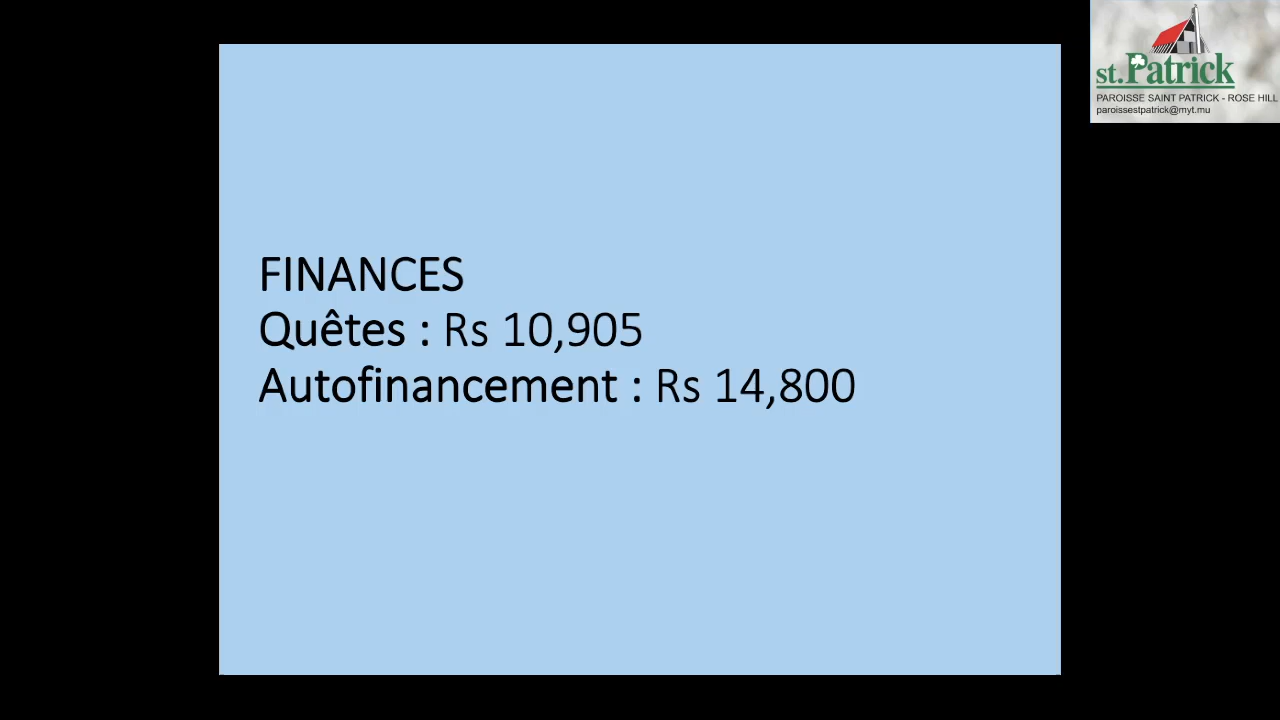 st.Patrick
PAROISSE SAINT PATRICK - ROSE HILL
paroissestpatrick@myt.mu
FINANCES
Quêtes : Rs 10,905
Autofinancement : Rs 14,800